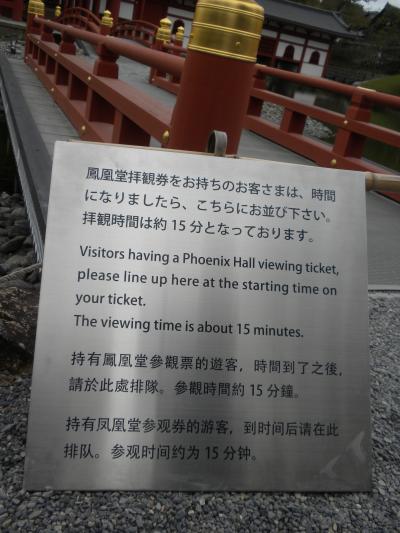 鳳凰堂拝観券をお持ちのお客さまは、時間
になりましたら、こちらにお並び下さい。
拝観時間は約 15 分となっております。
Visitors having a Phoenix Hall viewing ticket,
please line up here at the starting time on
your ticket.
The viewing time is about 15 minutes.
持有鳳凰堂參觀票的遊客，時間到了之後，
請於此處排隊。參觀時間約 15 分鐘。
持有凤凰堂参观券的游客，到时间后请在此
排队。参观时间约为 15 分钟。